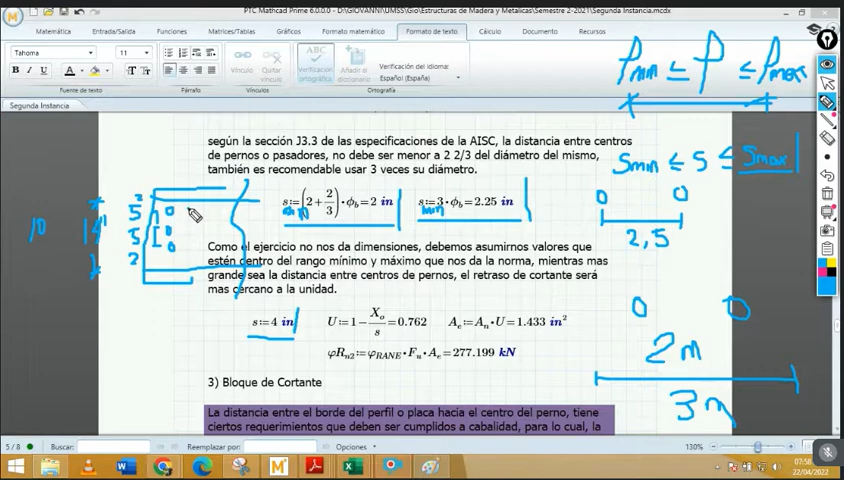 PTC Mathcad Prime 6.0.0.0 - D:\GIOVANNI\UMSS\Gio\Estructuras de Madera y Metalicas\Semestre 2-2021\Segunda Instancia.mcdx
Matemática Entrada/Salida Funciones Matrices/Tablas Gráficos Formato matemático Formato de texto Cálculo Documento Recursos
Tahoma 11
B I U A
Fuente de texto
Párrafo
Vínculo Quitar vínculo
Vínculos
ABC
Verificación ortográfica
Añadir al diccionario
Verificación del idioma:
Español (España)
Ortografía
Segunda Instancia
ρmin ≤ ρ ≤ ρmax
según la sección J3.3 de las especificaciones de la AISC, la distancia entre centros
de pernos o pasadores, no debe ser menor a 2 2/3 del diámetro del mismo,
también es recomendable usar 3 veces su diámetro.
Smin ≤ S ≤ Smax
s:=(2+2/3)·ϕb=2 in s:=3·ϕb=2.25 in
min min
2
5
5
2
10 14"
2,5
Como el ejercicio no nos da dimensiones, debemos asumirnos valores que
estén dentro del rango mínimo y máximo que nos da la norma, mientras mas
grande sea la distancia entre centros de pernos, el retraso de cortante será
mas cercano a la unidad.
s:=4 in U:=1-Xo/s=0.762 Ae:=An·U=1.433 in²
φRn2:=φRANE·Fn·Ae=277.199 kN
2m
3m
3) Bloque de Cortante
La distancia entre el borde del perfil o placa hacia el centro del perno, tiene
ciertos requerimientos que deben ser cumplidos a cabalidad, para lo cual, la
5 / 8 Buscar: Reemplazar por: Opciones 130%
07:58
22/04/2022